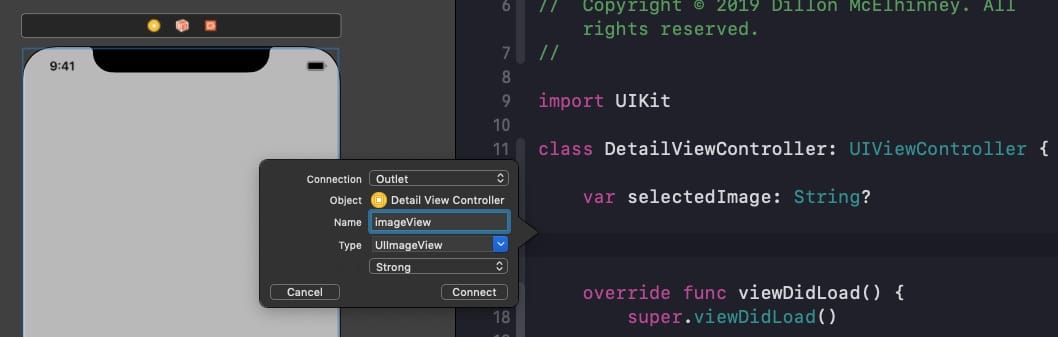 9:41
Connection Outlet
Object Detail View Controller
Name imageView
Type UIImageView
Strong
Cancel Connect
6 // Copyright © 2019 Dillon McElhinney. All
rights reserved.
7 //
8
9 import UIKit
10
11 class DetailViewController: UIViewController {
var selectedImage: String?
override func viewDidLoad() {
18 super.viewDidLoad()